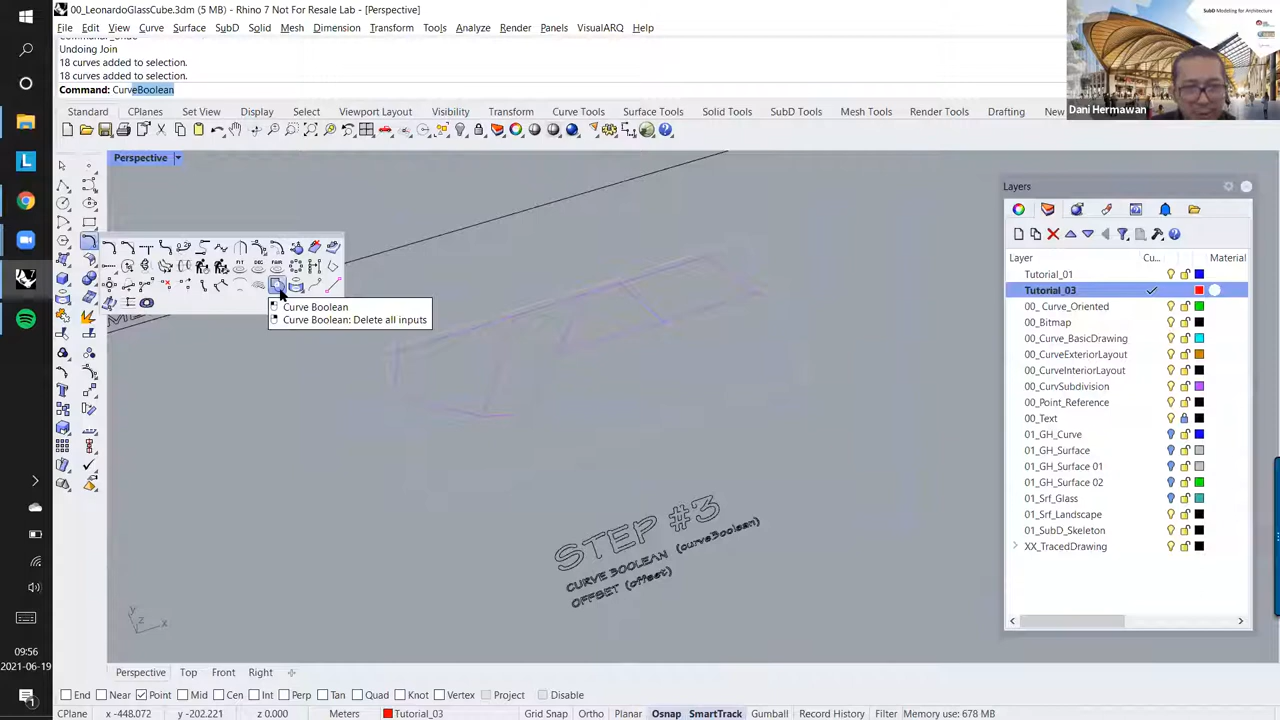 00_LeonardoGlassCube.3dm (5 MB) - Rhino 7 Not For Resale Lab - [Perspective]
File Edit View Curve Surface SubD Solid Mesh Dimension Transform Tools Analyze Render Panels VisualARQ Help
Undoing Join
18 curves added to selection.
18 curves added to selection.
Command: CurveBoolean
Standard CPlanes Set View Display Select Viewport Layout Visibility Transform Curve Tools Surface Tools Solid Tools SubD Tools Mesh Tools Render Tools Drafting New
SubD Modeling for Architecture
Dani Hermawan
Perspective
Curve Boolean
Curve Boolean: Delete all inputs
STEP #3
CURVE BOOLEAN (curveBoolean)
OFFSET (offset)
Layers
Layer Cu... Material
Tutorial_01
Tutorial_03
00_ Curve_Oriented
00_Bitmap
00_Curve_BasicDrawing
00_CurveExteriorLayout
00_CurveInteriorLayout
00_CurvSubdivision
00_Point_Reference
00_Text
01_GH_Curve
01_GH_Surface
01_GH_Surface 01
01_GH_Surface 02
01_Srf_Glass
01_Srf_Landscape
01_SubD_Skeleton
XX_TracedDrawing
y
z x
Perspective Top Front Right
End Near Point Mid Cen Int Perp Tan Quad Knot Vertex Project Disable
CPlane x -448.072 y -202.221 z 0.000 Meters Tutorial_03 Grid Snap Ortho Planar Osnap SmartTrack Gumball Record History Filter Memory use: 678 MB
09:56
2021-06-19